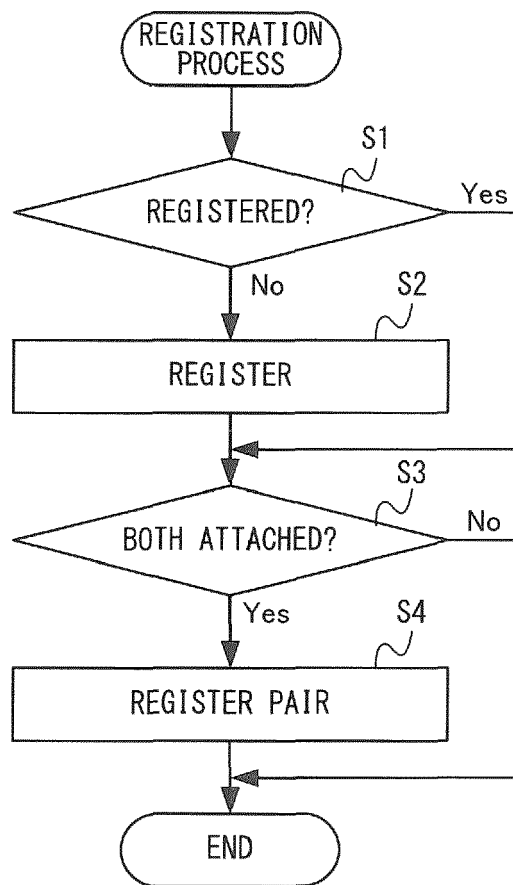 REGISTRATION
PROCESS
S1
REGISTERED?
Yes
No
S2
REGISTER
S3
BOTH ATTACHED?
No
Yes
S4
REGISTER PAIR
END